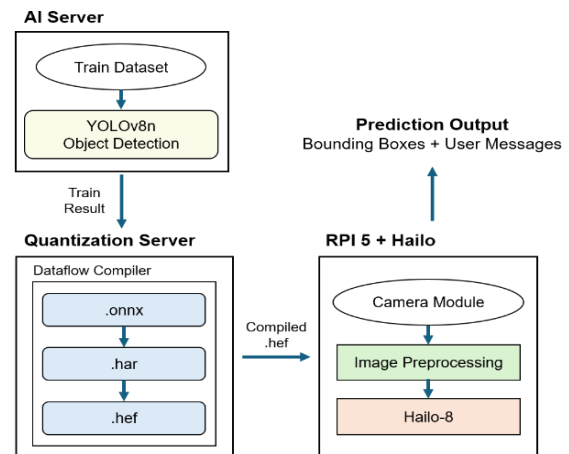 AI Server
Train Dataset
YOLOv8n
Object Detection
Train
Result
Quantization Server
Dataflow Compiler
.onnx
.har
.hef
Compiled
.hef
Prediction Output
Bounding Boxes + User Messages
RPI 5 + Hailo
Camera Module
Image Preprocessing
Hailo-8